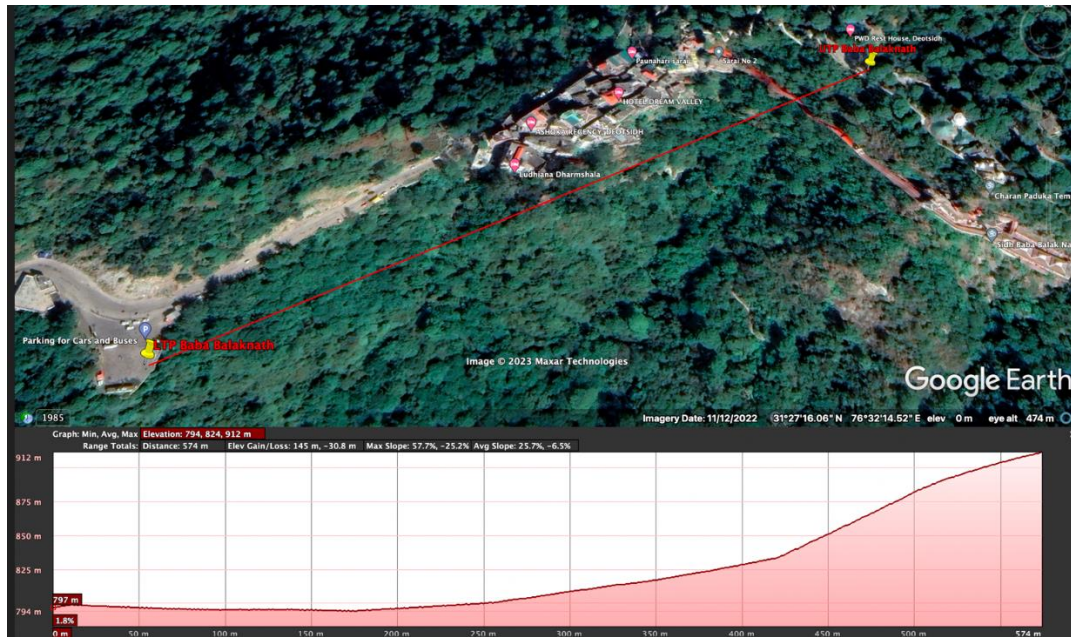 PWD Rest House, Deotsidh
UTP Baba Balaknath
Paunahari sarai
Sarai No 2
HOTEL DREAM VALLEY
ASHOKA REGENCY, DEOTSIDH
Ludhiana Dharmshala
Charan Paduka Tem
Sidh Baba Balak Na
Parking for Cars and Buses
LTP Baba Balaknath
Image © 2023 Maxar Technologies
Google Earth
1985
Imagery Date: 11/12/2022 31°27'16.06" N 76°32'14.52" E elev 0 m eye alt 474 m
Graph: Min, Avg, Max Elevation: 794, 824, 912 m
Range Totals: Distance: 574 m Elev Gain/Loss: 145 m, -30.8 m Max Slope: 57.7%, -25.2% Avg Slope: 25.7%, -6.5%
912 m
875 m
850 m
825 m
797 m
794 m
1.8%
0 m 50 m 100 m 150 m 200 m 250 m 300 m 350 m 400 m 450 m 500 m 574 m